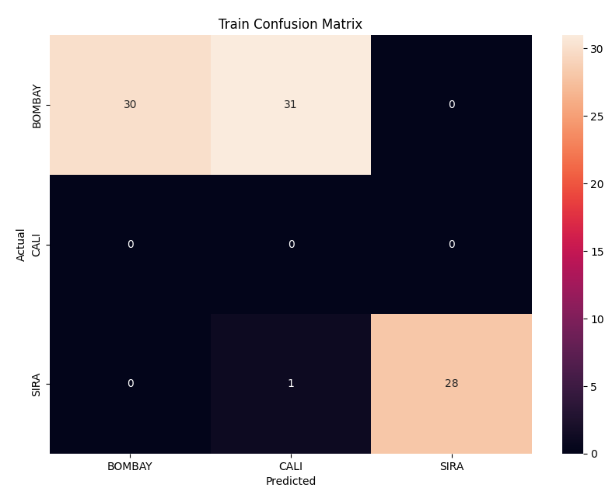 Train Confusion Matrix
BOMBAY 30 31 0
CALI 0 0 0
SIRA 0 1 28
Actual
BOMBAY CALI SIRA
Predicted
30
25
20
15
10
5
0